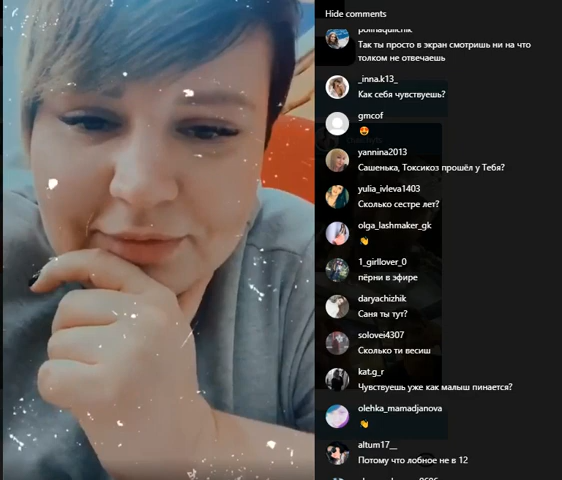 Hide comments
polinaquilichik
Так ты просто в экран смотришь ни на что
толком не отвечаешь
_inna.k13_
Как себя чувствуешь?
gmcof
🤩
yannina2013
Сашенька, Токсикоз прошёл у Тебя?
yulia_ivleva1403
Сколько сестре лет?
olga_lashmaker_gk
👏
1_girllover_0
пёрни в эфире
daryachizhik
Саня ты тут?
solovei4307
Сколько ти весиш
kat.g_r
Чувствуешь уже как малыш пинается?
olehka_mamadjanova
👏
altum17__
Потому что лобное не в 12